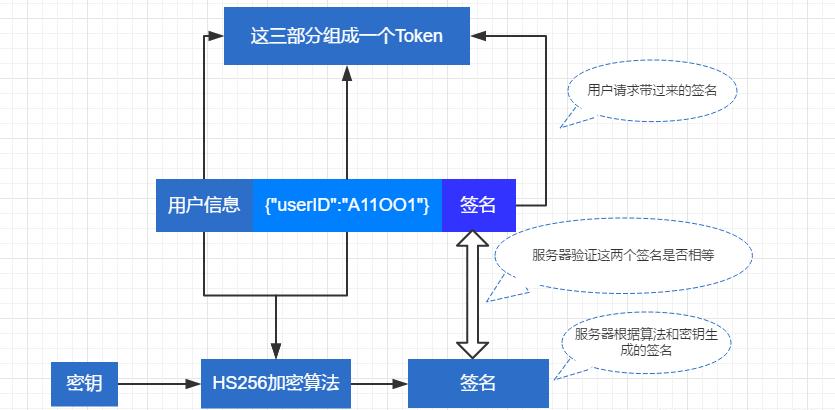 这三部分组成一个Token
用户请求带过来的签名
用户信息
{"userID":"A11OO1"}
签名
服务器验证这两个签名是否相等
服务器根据算法和密钥生
成的签名
密钥
HS256加密算法
签名